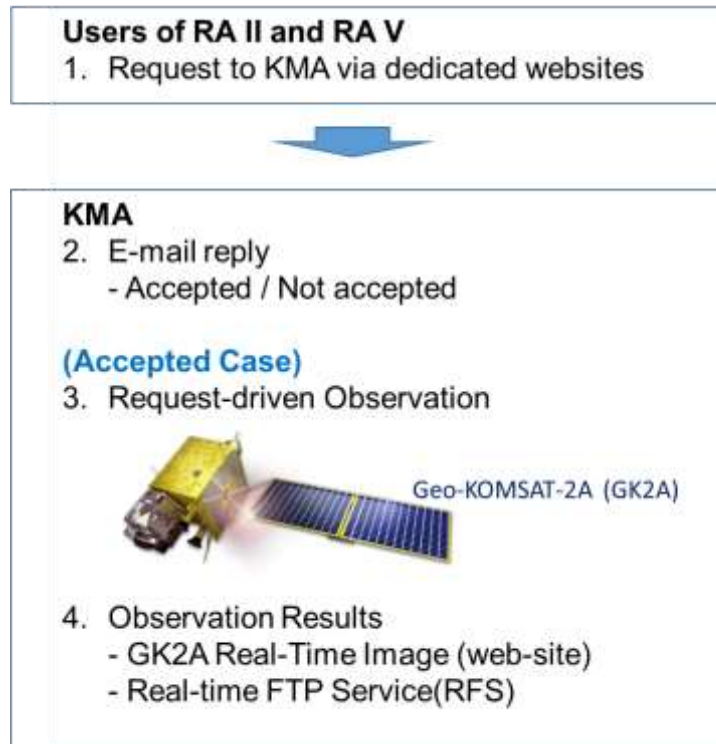 Users of RA II and RA V
1. Request to KMA via dedicated websites
KMA
2. E-mail reply
- Accepted / Not accepted
(Accepted Case)
3. Request-driven Observation
Geo-KOMSAT-2A (GK2A)
4. Observation Results
- GK2A Real-Time Image (web-site)
- Real-time FTP Service(RFS)